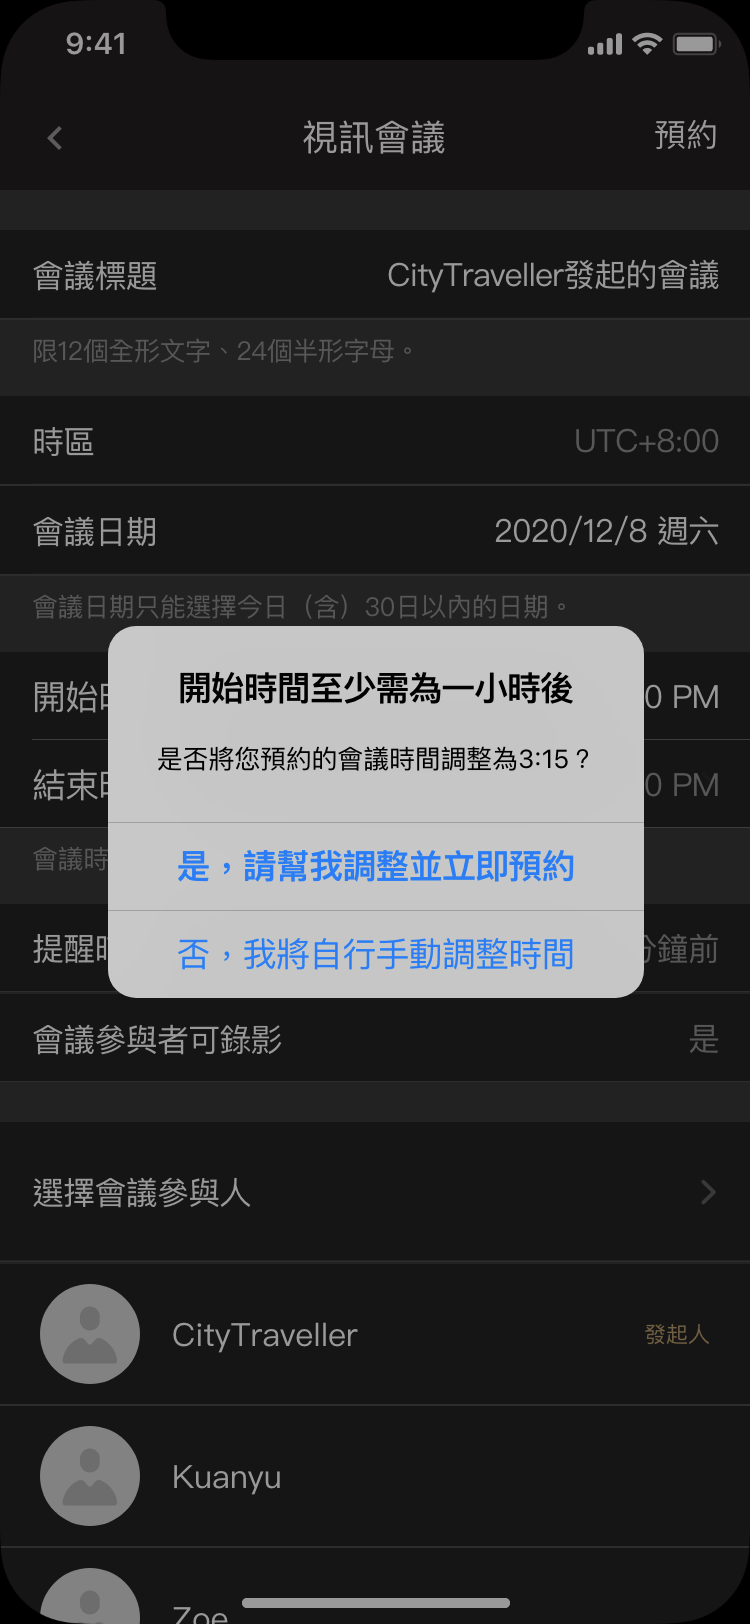 9:41
視訊會議
預約
會議標題
CityTraveller發起的會議
限12個全形文字、24個半形字母。
時區
UTC+8:00
會議日期
2020/12/8 週六
會議日期只能選擇今日（含）30日以內的日期。
開始時
0 PM
開始時間至少需為一小時後
是否將您預約的會議時間調整為3:15 ?
結束時
0 PM
會議時
是，請幫我調整並立即預約
提醒時
分鐘前
否，我將自行手動調整時間
會議參與者可錄影
是
選擇會議參與人
CityTraveller
發起人
Kuanyu
Zoe